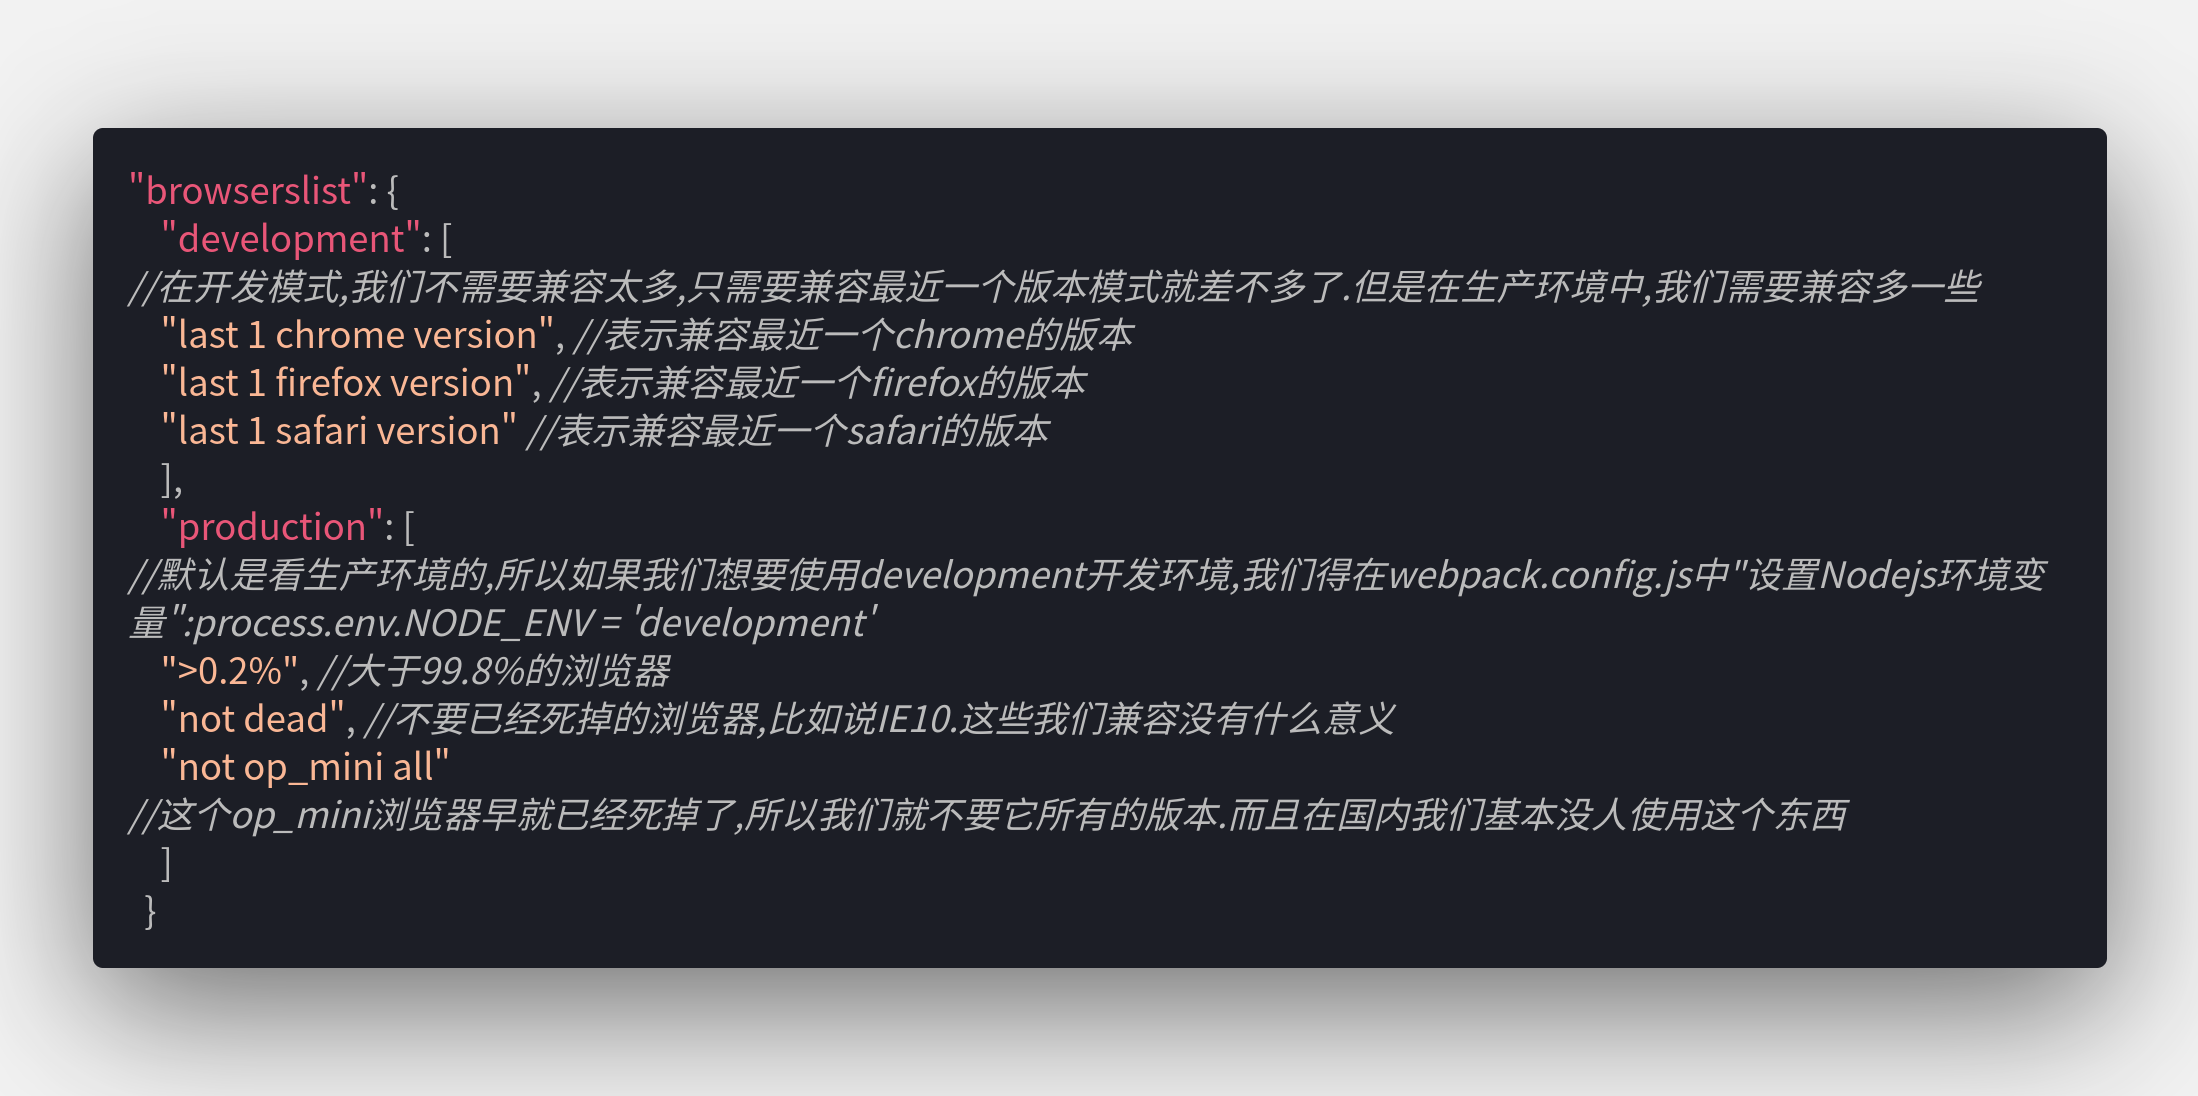 "browserslist": {
"development": [
//在开发模式,我们不需要兼容太多,只需要兼容最近一个版本模式就差不多了.但是在生产环境中,我们需要兼容多一些
"last 1 chrome version", //表示兼容最近一个chrome的版本
"last 1 firefox version", //表示兼容最近一个firefox的版本
"last 1 safari version" //表示兼容最近一个safari的版本
],
"production": [
//默认是看生产环境的,所以如果我们想要使用development开发环境,我们得在webpack.config.js中"设置Nodejs环境变
量":process.env.NODE_ENV = 'development'
">0.2%", //大于99.8%的浏览器
"not dead", //不要已经死掉的浏览器,比如说IE10.这些我们兼容没有什么意义
"not op_mini all"
//这个op_mini浏览器早就已经死掉了,所以我们就不要它所有的版本.而且在国内我们基本没人使用这个东西
]
}